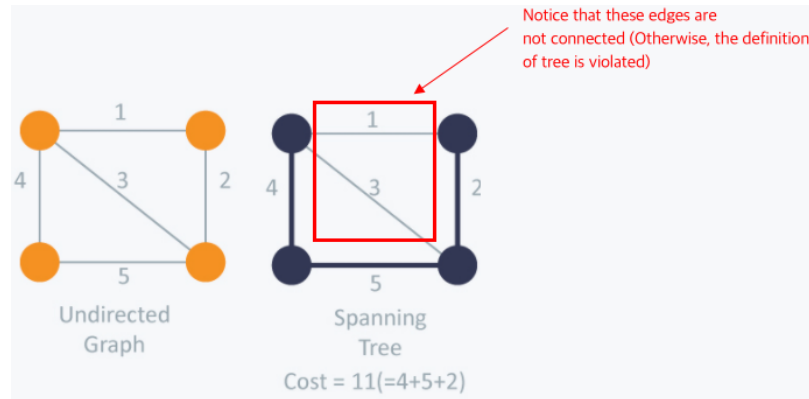 Notice that these edges are
not connected (Otherwise, the definition
of tree is violated)
1
4
3
2
5
Undirected
Graph
1
4
3
2
5
Spanning
Tree
Cost = 11(=4+5+2)